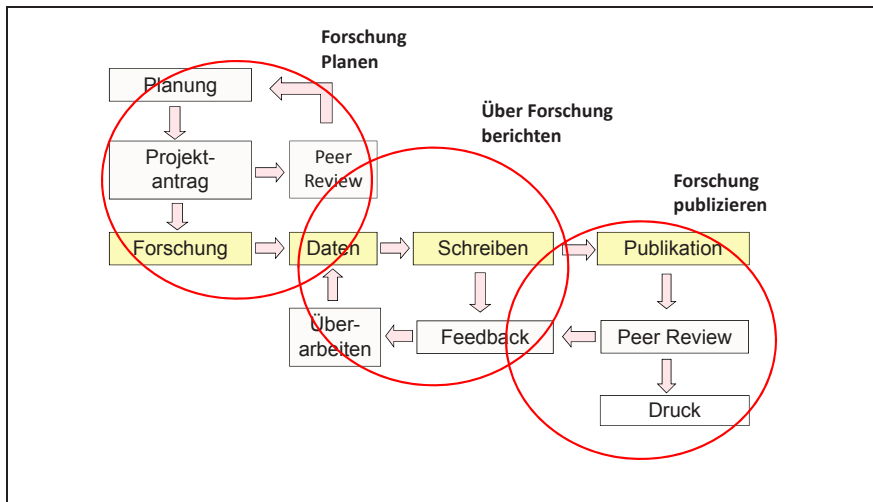 Forschung
Planen
Planung
Über Forschung
berichten
Projekt-
antrag
Peer
Review
Forschung
publizieren
Forschung
Daten
Schreiben
Publikation
Über-
arbeiten
Feedback
Peer Review
Druck